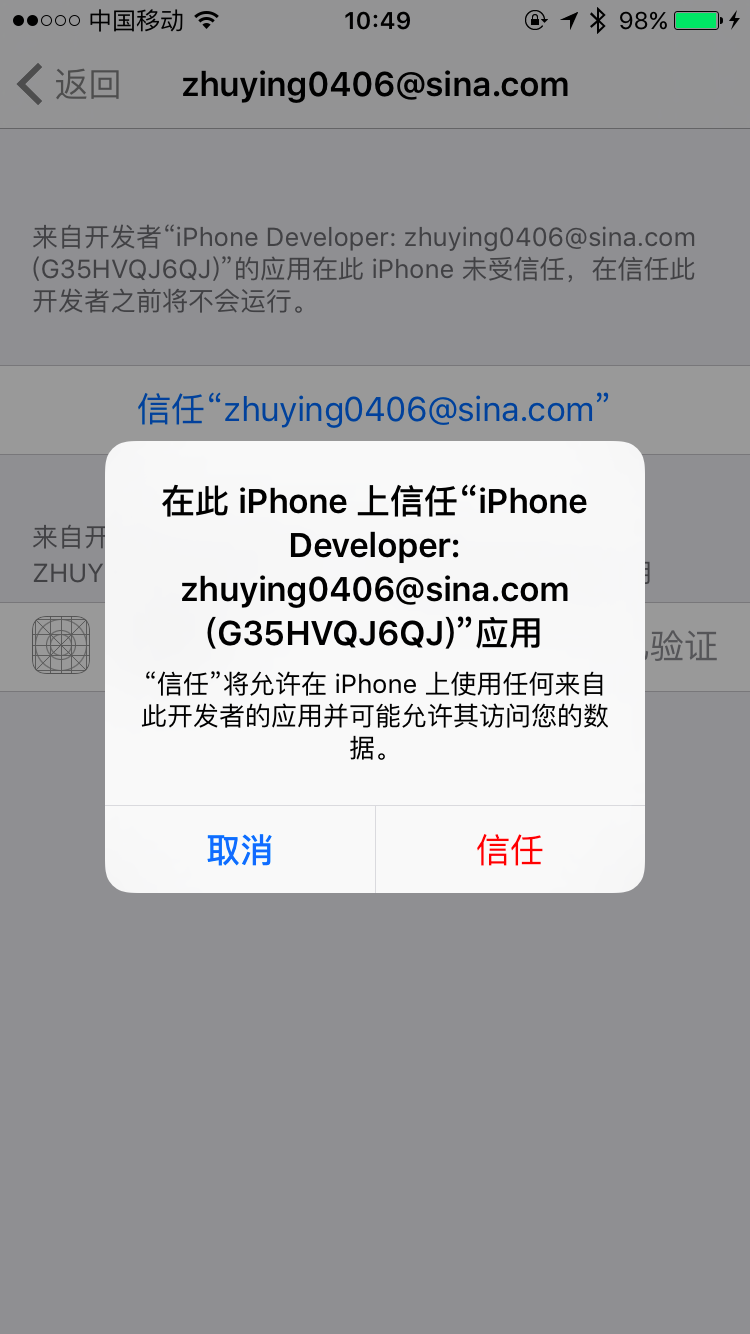 中国移动 10:49 98%
返回 zhuying0406@sina.com
来自开发者“iPhone Developer: zhuying0406@sina.com
(G35HVQJ6QJ)”的应用在此 iPhone 未受信任，在信任此
开发者之前将不会运行。
信任“zhuying0406@sina.com”
在此 iPhone 上信任“iPhone
Developer:
zhuying0406@sina.com
(G35HVQJ6QJ)”应用
“信任”将允许在 iPhone 上使用任何来自
此开发者的应用并可能允许其访问您的数
据。
取消 信任
来自开
ZHUY
验证